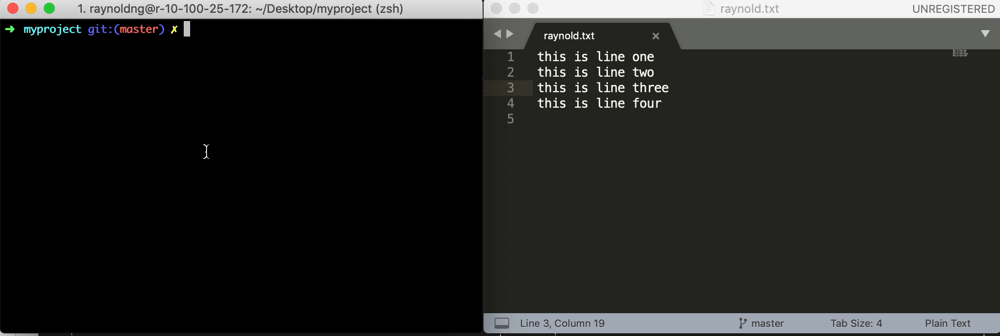 1. raynoldng@r-10-100-25-172: ~/Desktop/myproject (zsh)
➜ myproject git:(master) ✗
raynold.txt
UNREGISTERED
raynold.txt ×
1 this is line one
2 this is line two
3 this is line three
4 this is line four
5
Line 3, Column 19
master
Tab Size: 4
Plain Text